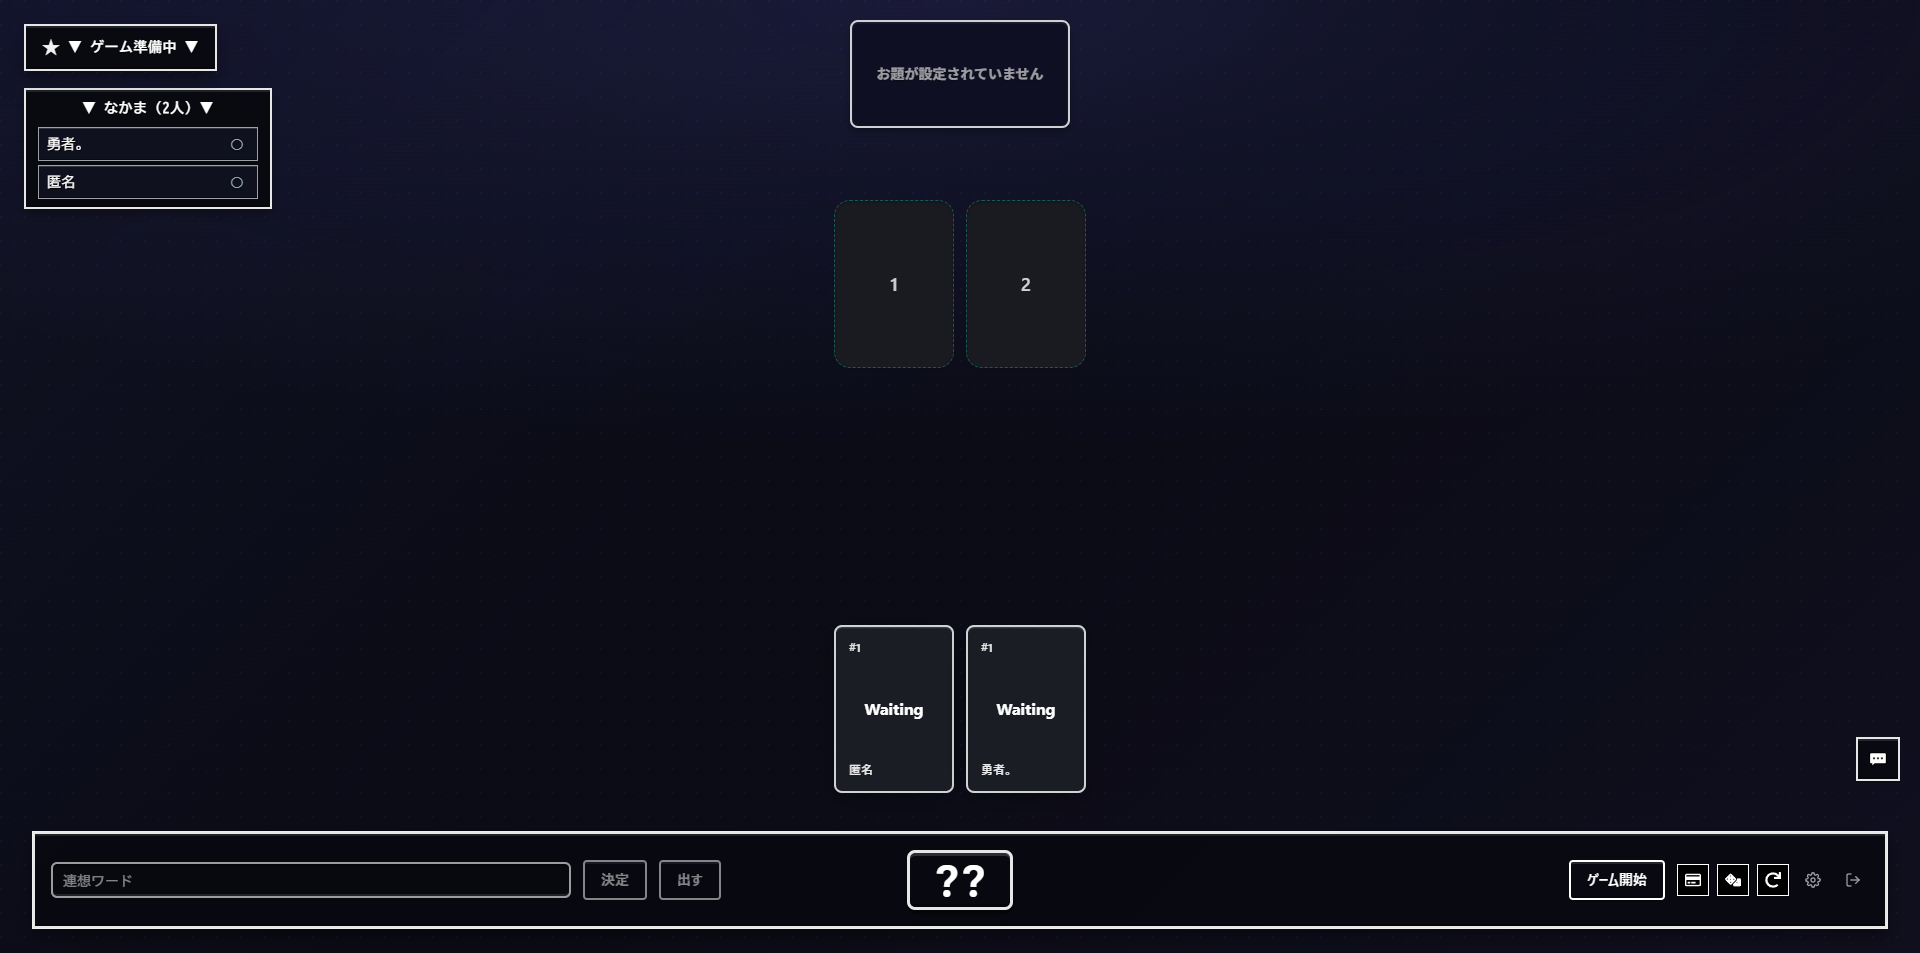 ★ ▼ ゲーム準備中 ▼
▼ なかま（2人）▼
勇者。 ○
匿名 ○
お題が設定されていません
1
2
#1
Waiting
匿名
#1
Waiting
勇者。
連想ワード
決定
出す
??
ゲーム開始